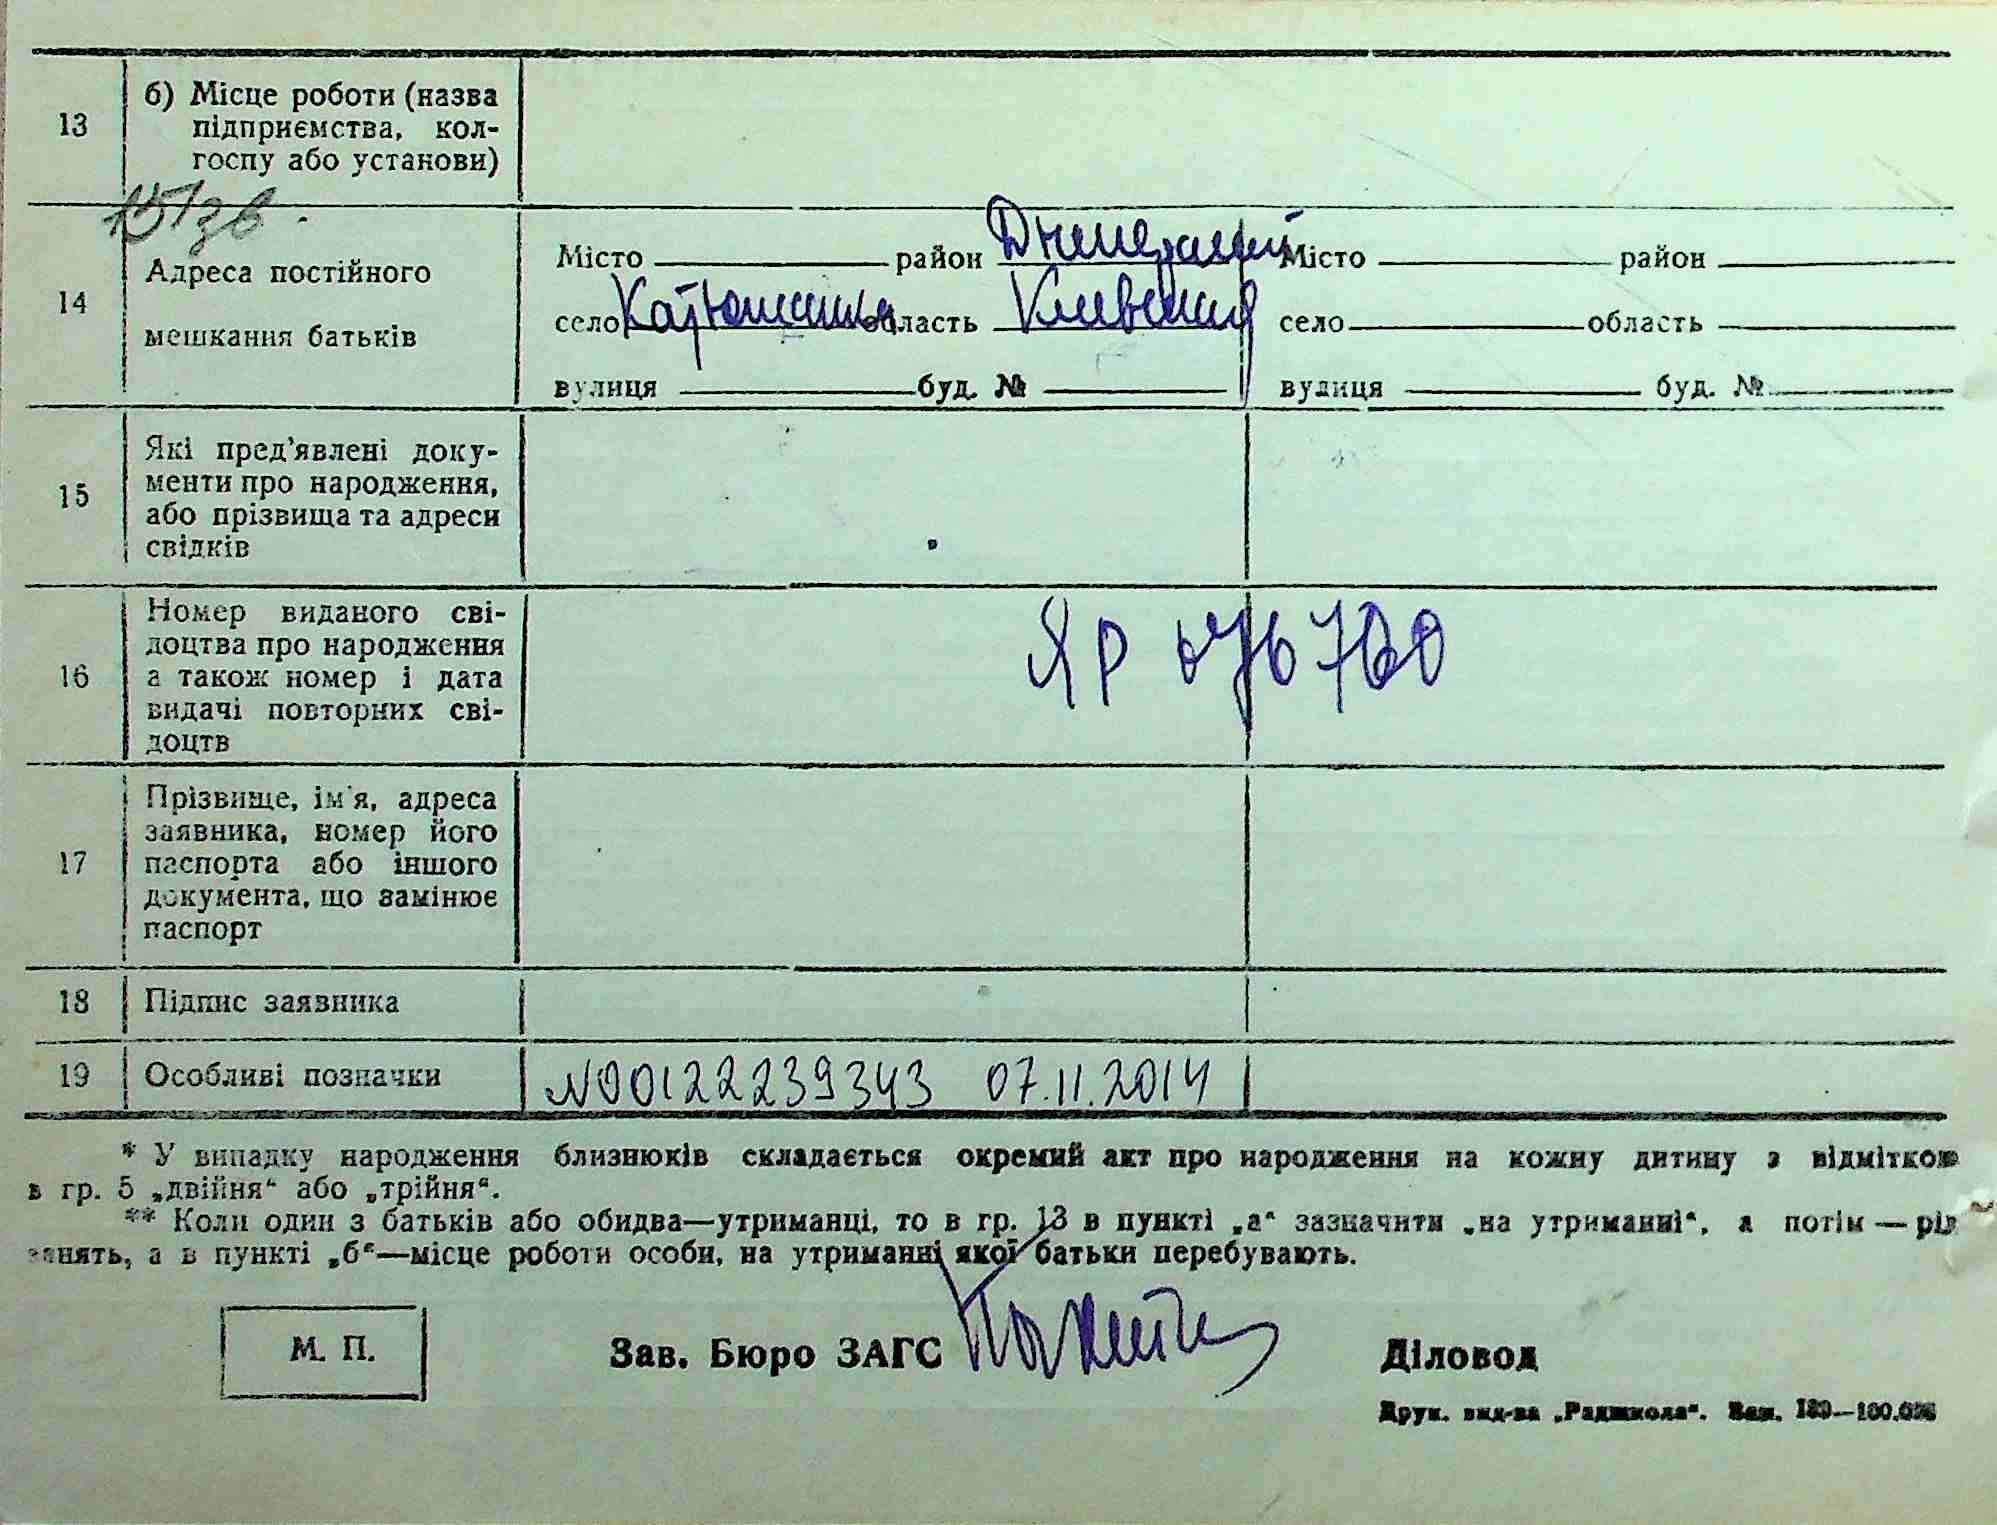 13
б) Місце роботи (назва
підприємства, кол-
госпу або установи)
14
Адреса постійного
мешкання батьків
Місто район
село Катюжанка область Київська
вулиця буд. №
Місто район
село область
вулиця буд. №
15
Які пред'явлені доку-
менти про народження,
або прізвища та адреси
свідків
16
Номер виданого сві-
доцтва про народження
а також номер і дата
видачі повторних сві-
доцтв
ЯР
17
Прізвище, ім'я, адреса
заявника, номер його
паспорта або іншого
документа, що замінює
паспорт
18 Підпис заявника
19 Особливі позначки №00122239343 07.11.2014
* У випадку народження близнюків складається окремий акт про народження на кожну дитину з відміткою
в гр. 5 „двійня“ або „трійня“.
** Коли один з батьків або обидва—утриманці, то в гр. 13 в пункті „а“ зазначити „на утриманні“, а потім — рід
занять, а в пункті „б“—місце роботи особи, на утриманні якої батьки перебувають.
М. П.
Зав. Бюро ЗАГС
Діловод
Друк. вид-ва „Радшкола“. Зам.